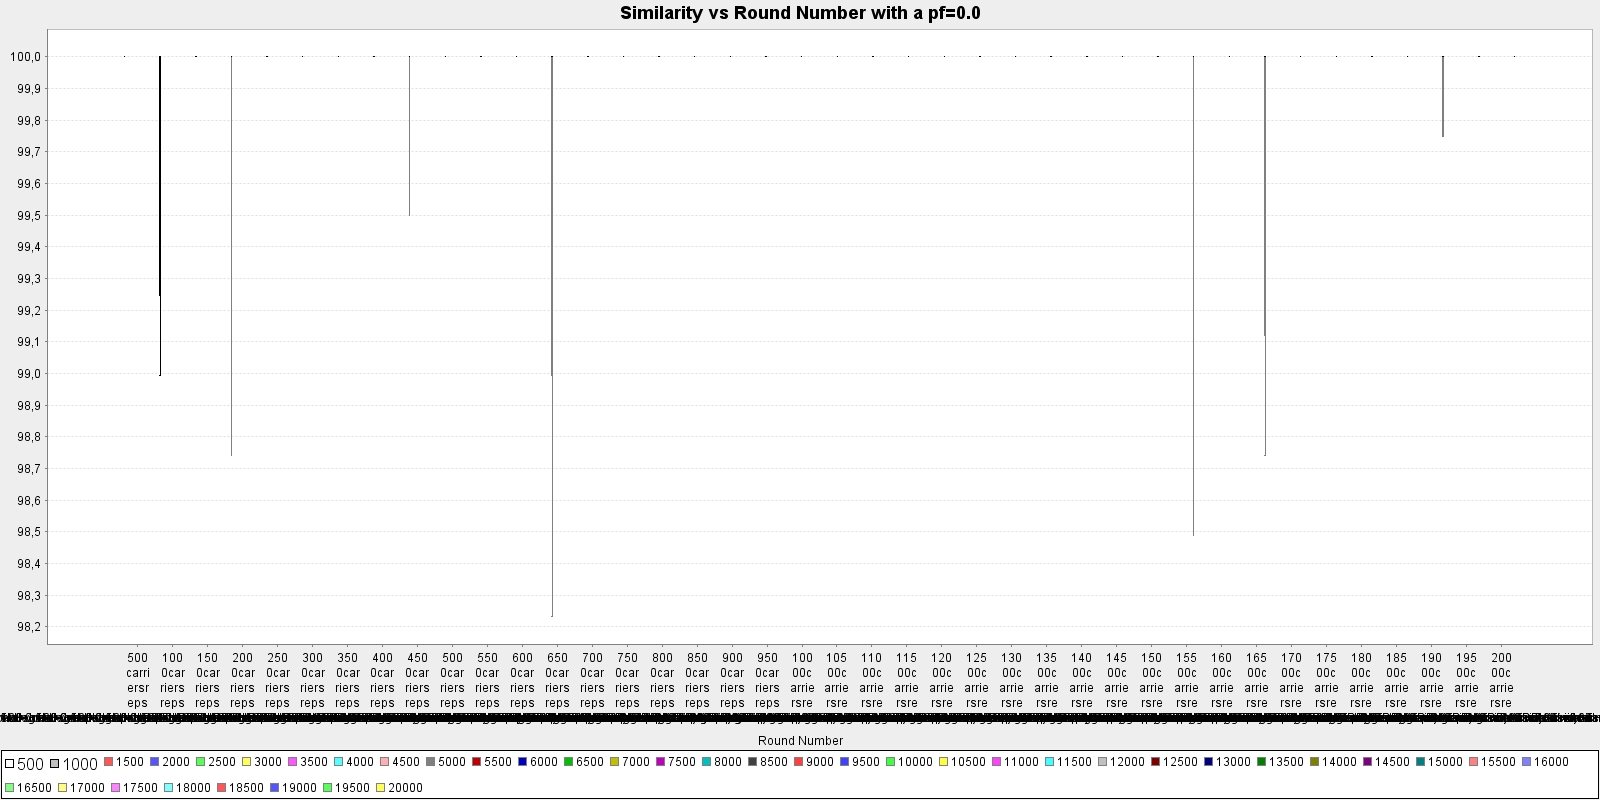 Similarity vs Round Number with a pf=0.0
100,0
99,9
99,8
99,7
99,6
99,5
99,4
99,3
99,2
99,1
99,0
98,9
98,8
98,7
98,6
98,5
98,4
98,3
98,2
500 100 150 200 250 300 350 400 450 500 550 600 650 700 750 800 850 900 950 100 105 110 115 120 125 130 135 140 145 150 155 160 165 170 175 180 185 190 195 200
carri 0car 0car 0car 0car 0car 0car 0car 0car 0car 0car 0car 0car 0car 0car 0car 0car 0car 0car 00c 00c 00c 00c 00c 00c 00c 00c 00c 00c 00c 00c 00c 00c 00c 00c 00c 00c 00c 00c 00c
ersr riers riers riers riers riers riers riers riers riers riers riers riers riers riers riers riers riers riers arrie arrie arrie arrie arrie arrie arrie arrie arrie arrie arrie arrie arrie arrie arrie arrie arrie arrie arrie arrie arrie
eps reps reps reps reps reps reps reps reps reps reps reps reps reps reps reps reps reps reps rsre rsre rsre rsre rsre rsre rsre rsre rsre rsre rsre rsre rsre rsre rsre rsre rsre rsre rsre rsre rsre
Round Number
500 1000 1500 2000 2500 3000 3500 4000 4500 5000 5500 6000 6500 7000 7500 8000 8500 9000 9500 10000 10500 11000 11500 12000 12500 13000 13500 14000 14500 15000 15500 16000
16500 17000 17500 18000 18500 19000 19500 20000